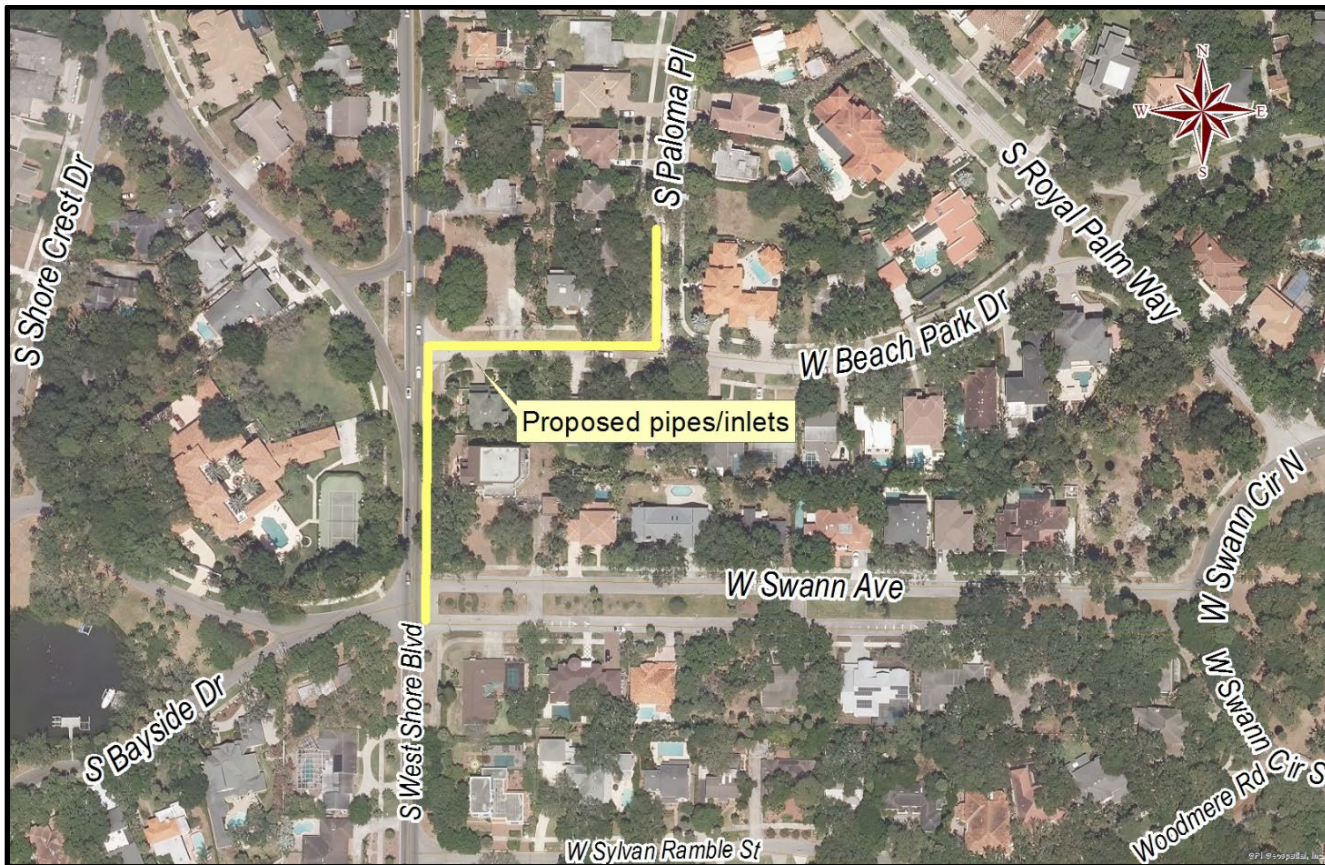 N
W
E
S
S Paloma Pl
S Royal Palm Way
S Shore Crest Dr
W Beach Park Dr
Proposed pipes/inlets
W Swann Cir N
W Swann Ave
S West Shore Blvd
S Bayside Dr
W Swann Cir S
Woodmere Rd
W Sylvan Ramble St